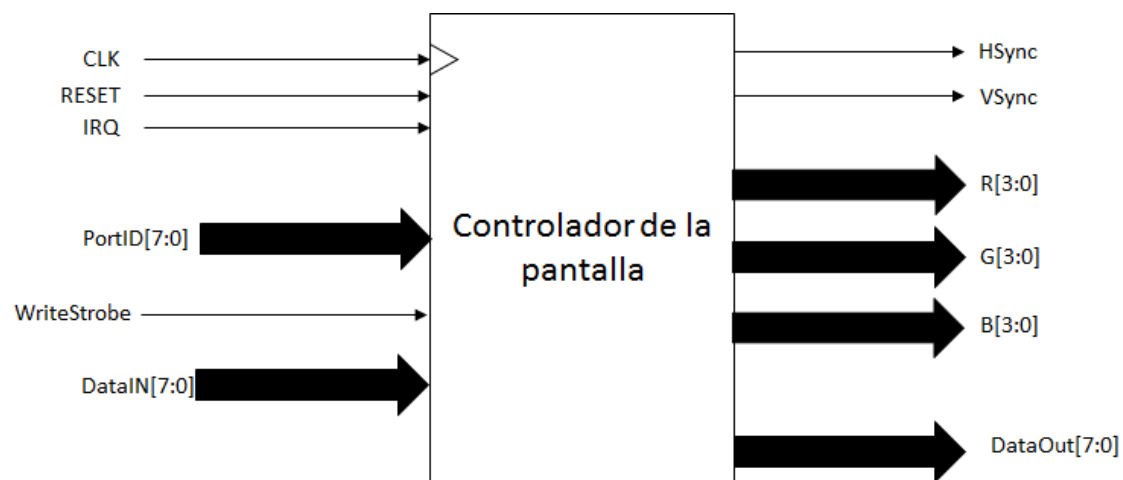 CLK
RESET
IRQ
PortID[7:0]
WriteStrobe
DataIN[7:0]
Controlador de la
pantalla
HSync
VSync
R[3:0]
G[3:0]
B[3:0]
DataOut[7:0]